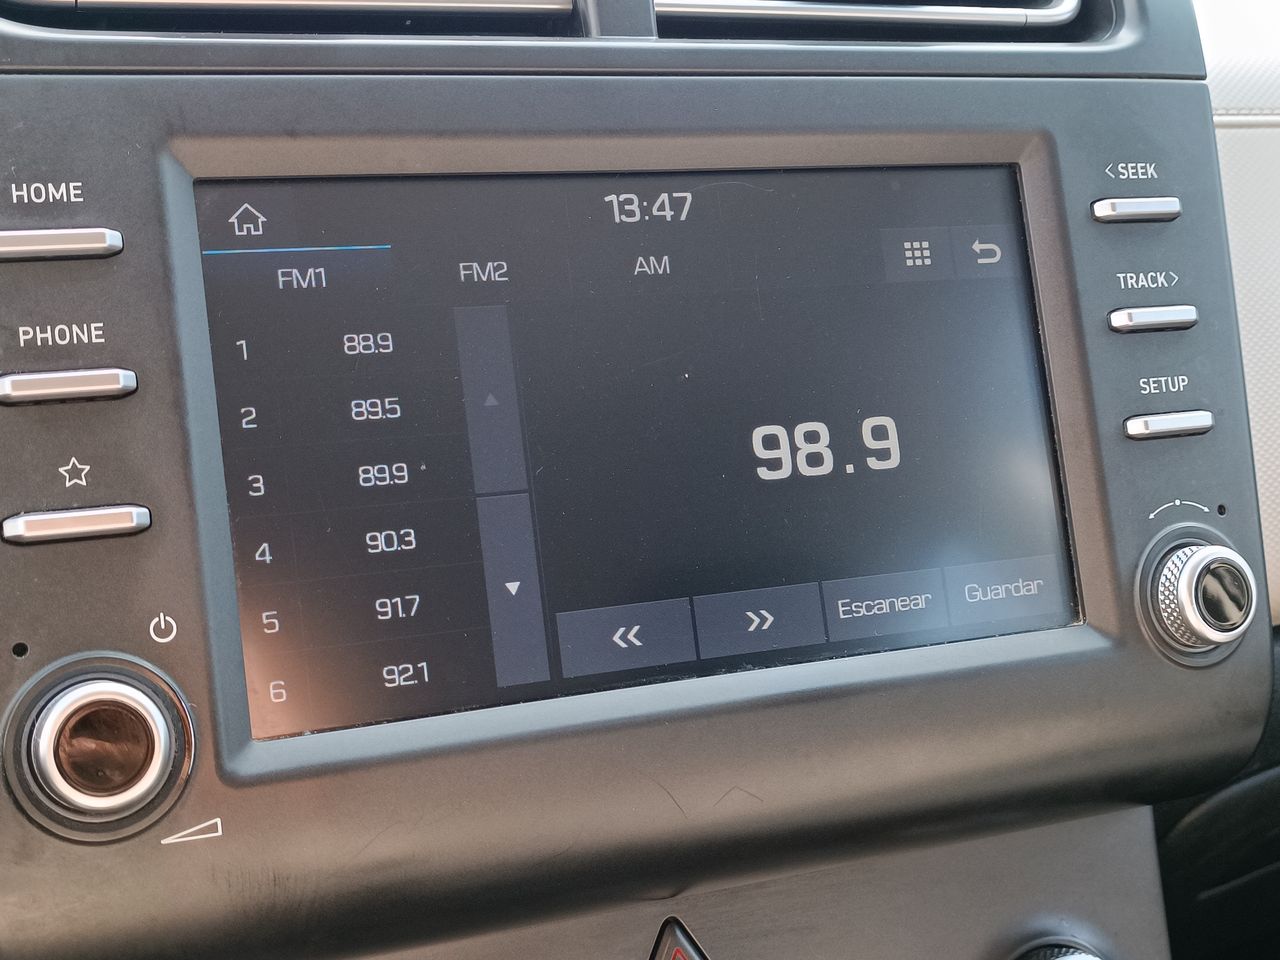 HOME
PHONE
13:47
FM1 FM2 AM
1 88.9
2 89.5
3 89.9
4 90.3
5 91.7
6 92.1
98.9
Escanear Guardar
< SEEK
TRACK >
SETUP